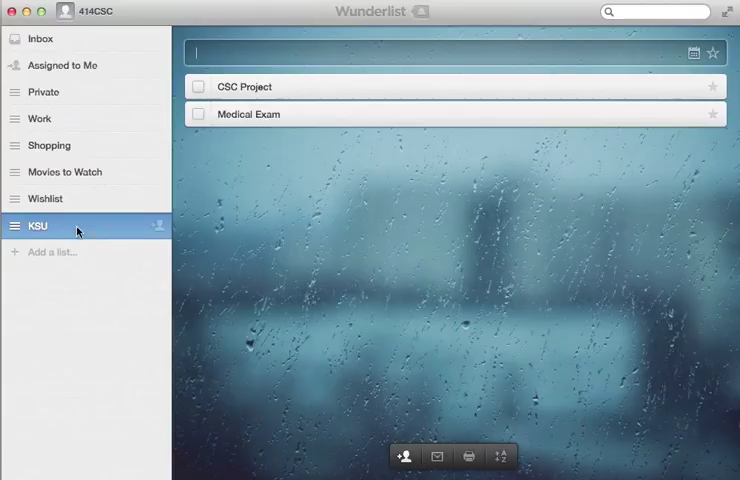 414CSC
Wunderlist
Inbox
Assigned to Me
Private
Work
Shopping
Movies to Watch
Wishlist
KSU
Add a list...
CSC Project
Medical Exam
A
Z